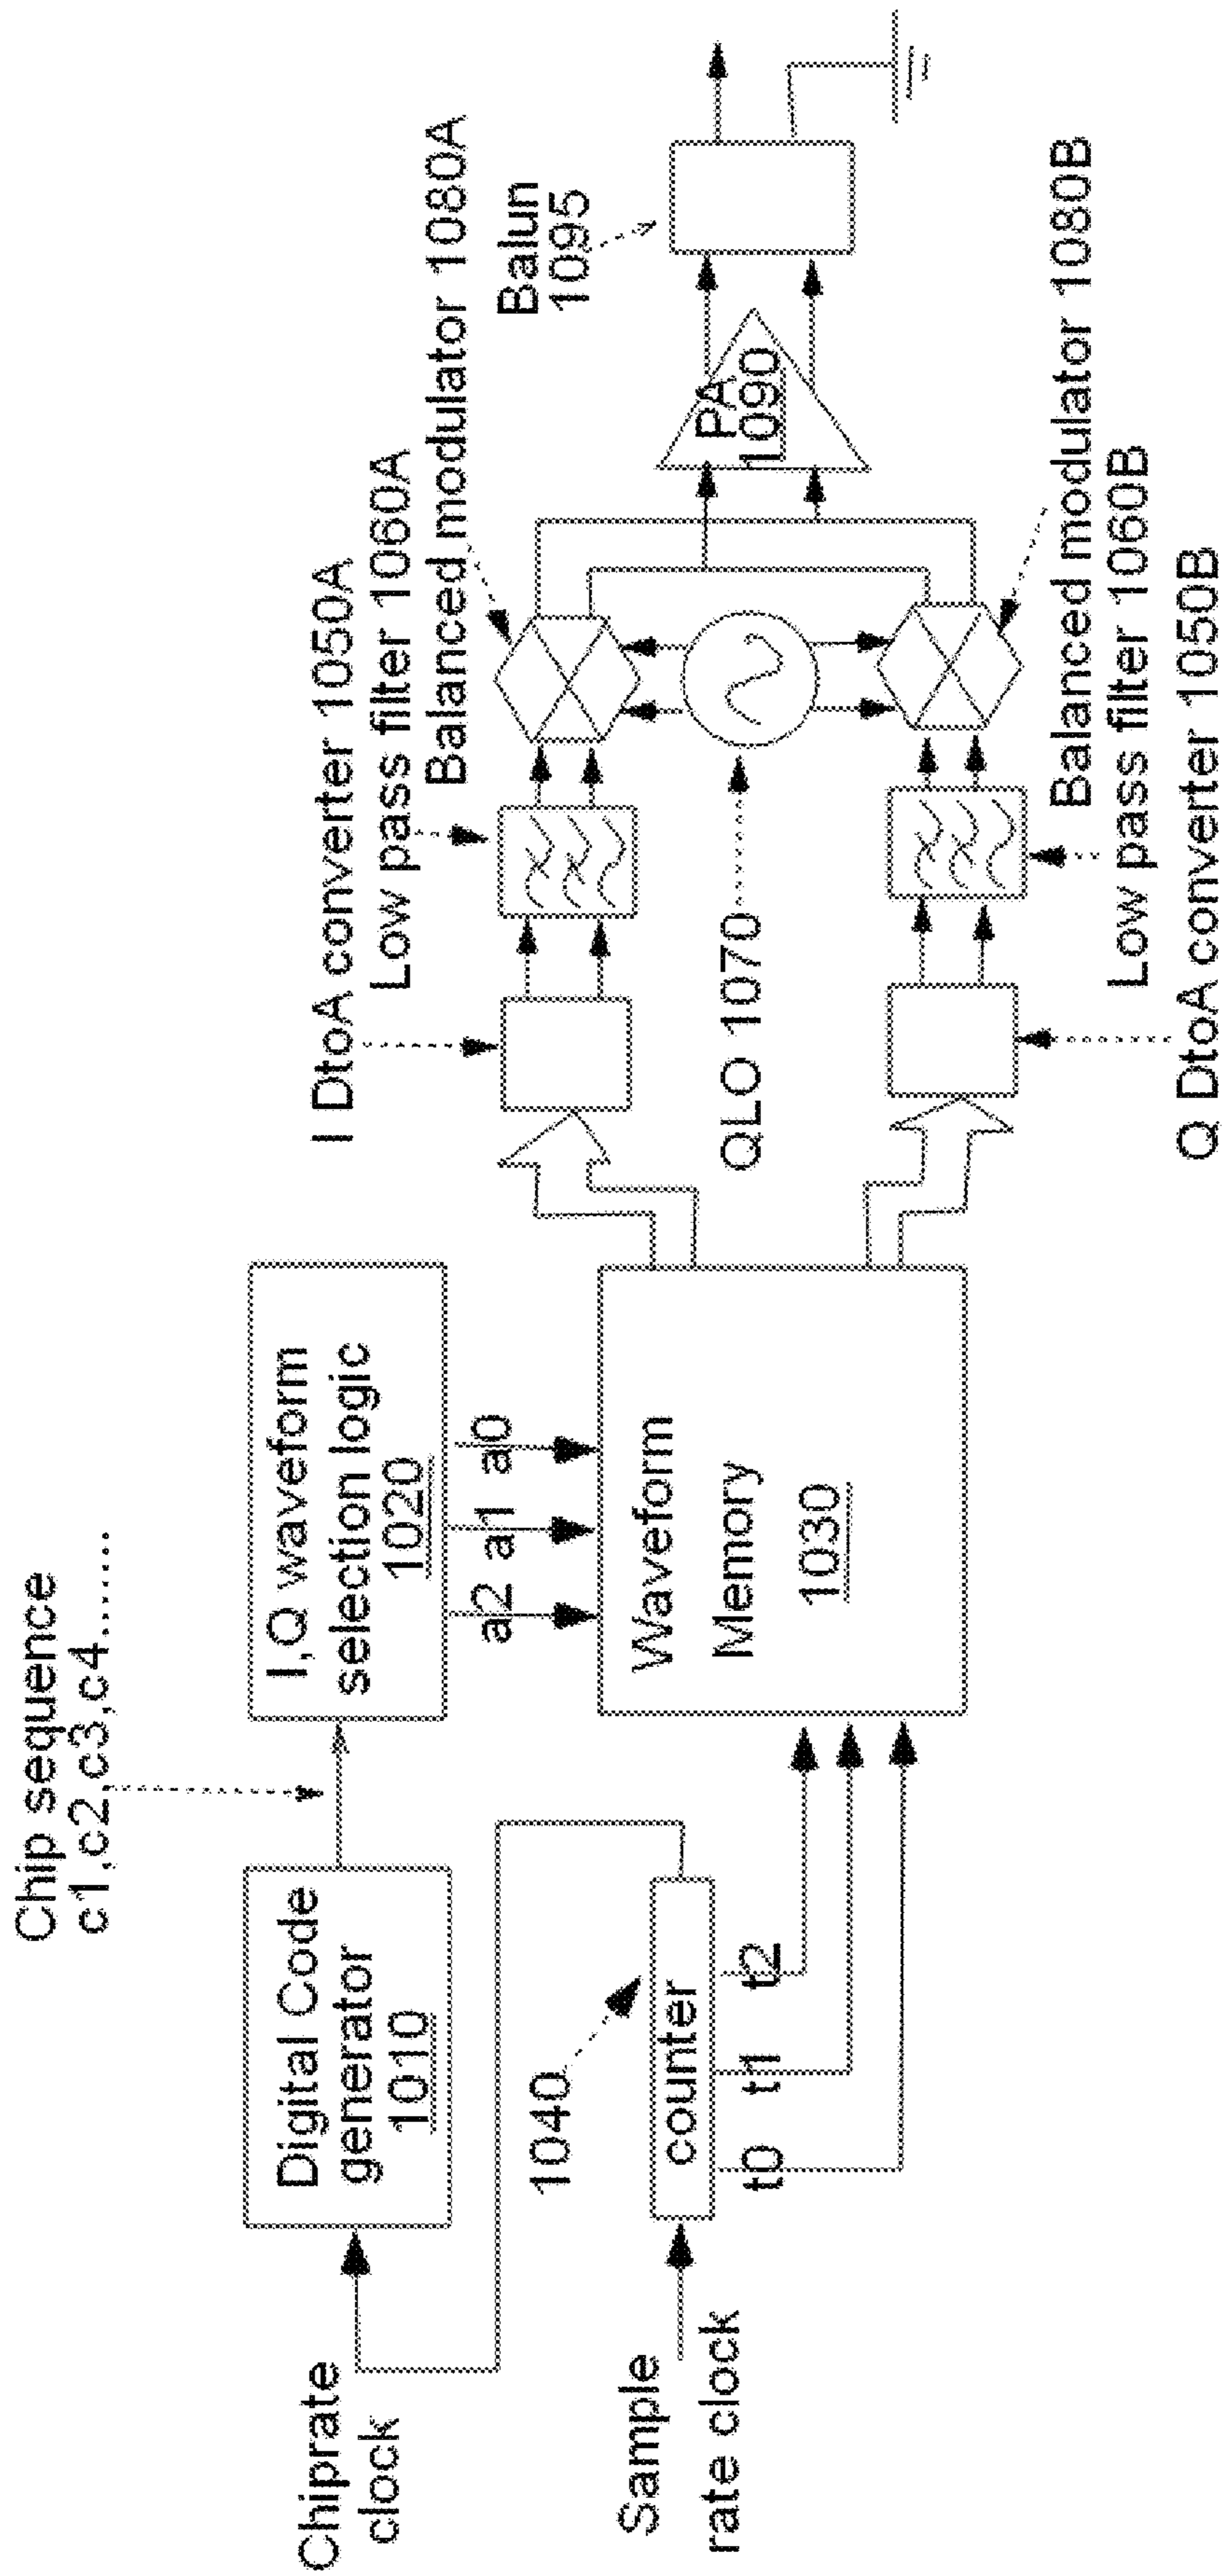 Chip sequence
c1,c2,c3,c4.......
Chiprate
clock
Digital Code
generator
1010
I,Q waveform
selection logic
1020
a2 a1 a0
Sample
rate clock
1040
counter
t0 t1 t2
Waveform
Memory
1030
I DtoA converter 1050A
Low pass filter 1060A
Balanced modulator 1080A
Balun
1095
QLO 1070
PA
1090
Balanced modulator 1080B
Low pass filter 1060B
Q DtoA converter 1050B